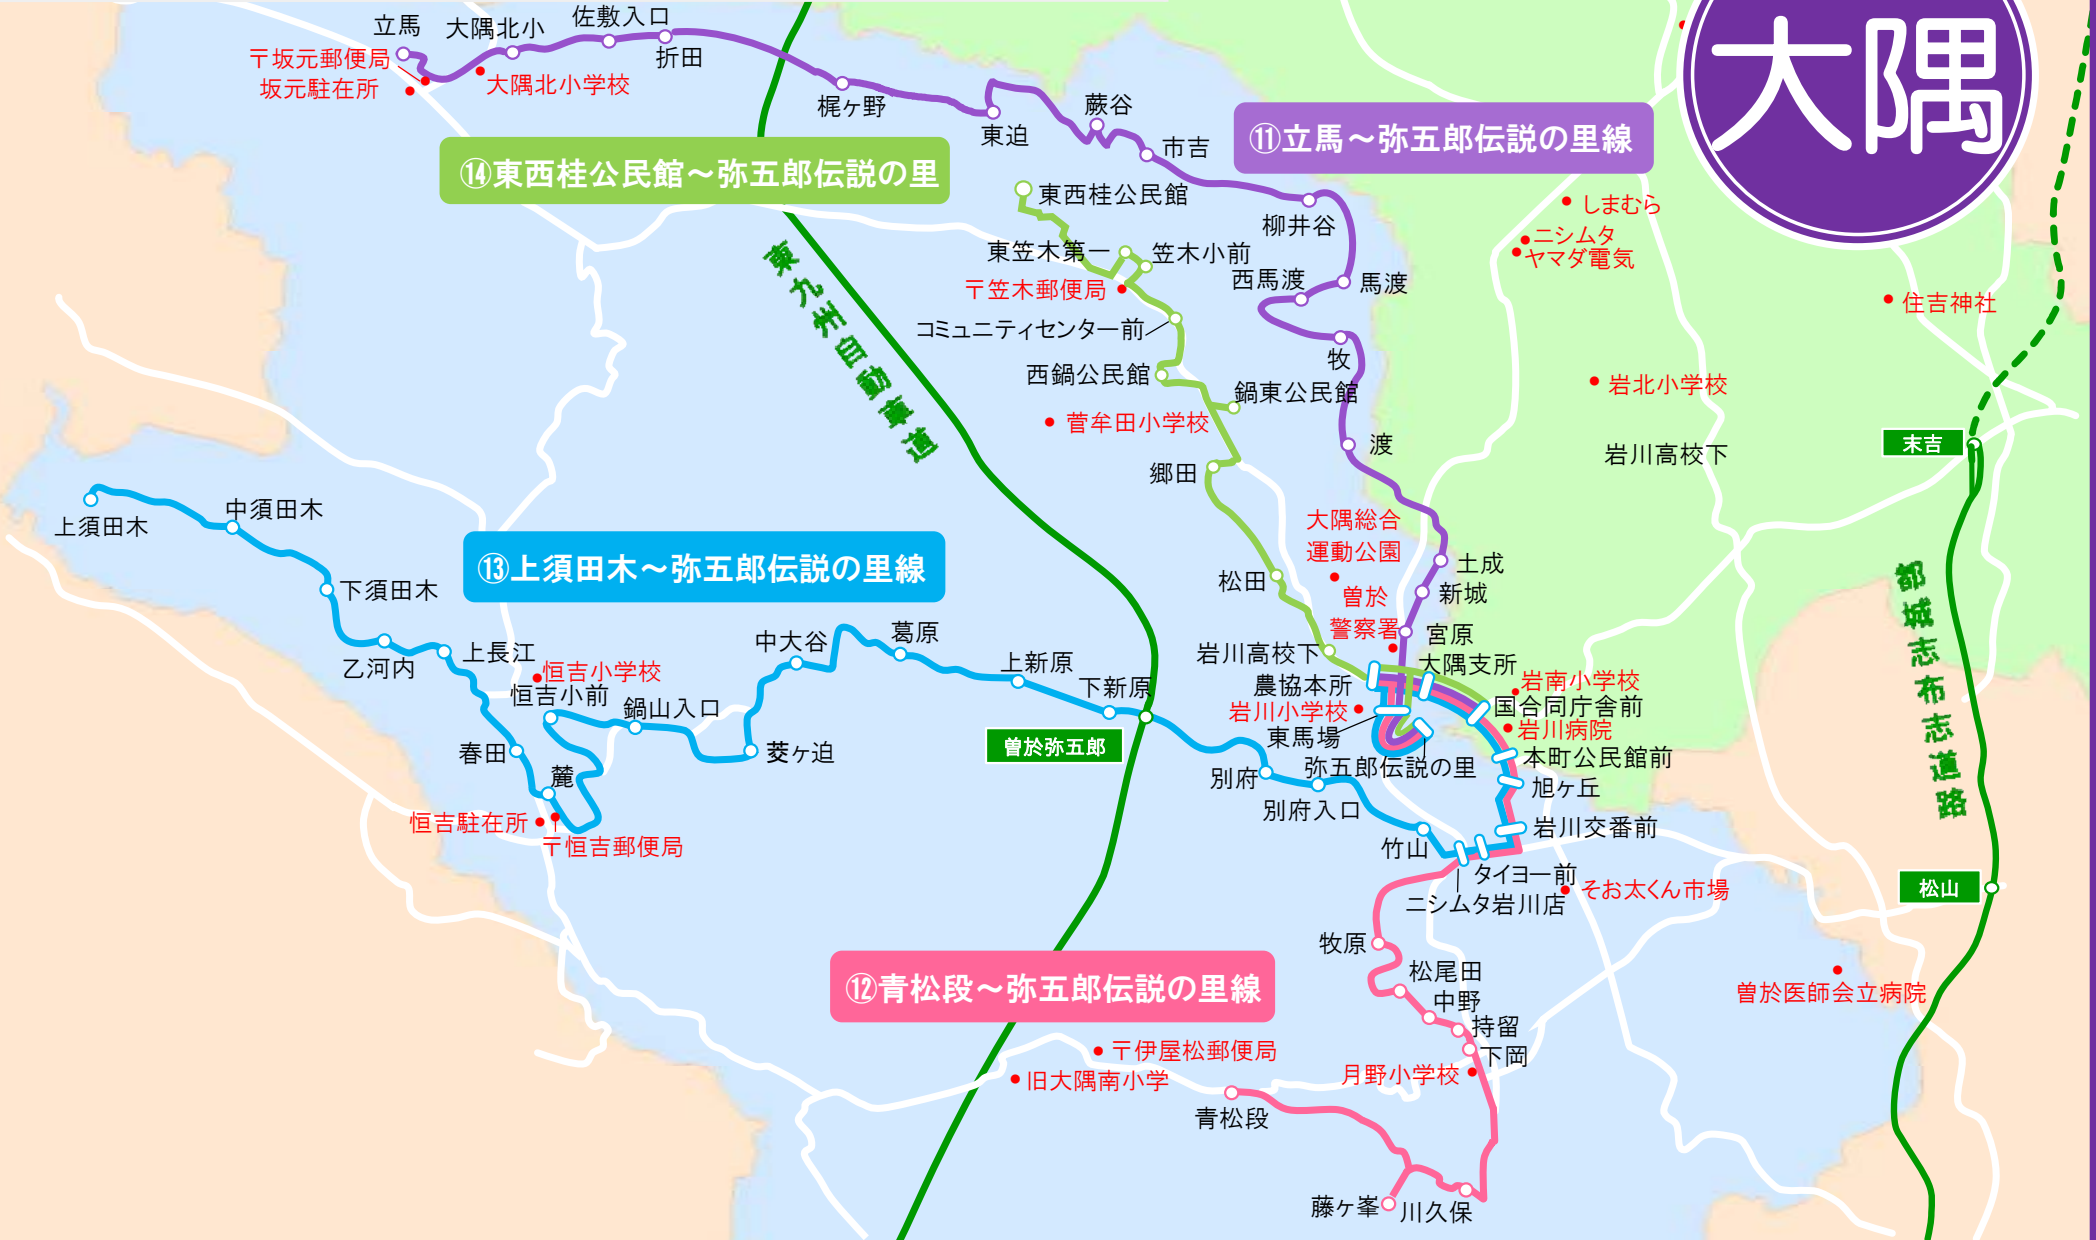 大隅
立馬
大隅北小
佐敷入口
折田
〒坂元郵便局
坂元駐在所
大隅北小学校
梶ヶ野
東迫
蕨谷
市吉
⑪立馬～弥五郎伝説の里線
⑭東西桂公民館～弥五郎伝説の里
東西桂公民館
柳井谷
しまむら
ニシムタ
ヤマダ電気
東笠木第一
笠木小前
西馬渡
馬渡
〒笠木郵便局
住吉神社
東九州自動車道
コミュニティセンター前
牧
西鍋公民館
鍋東公民館
岩北小学校
菅牟田小学校
渡
岩川高校下
末吉
郷田
上須田木
中須田木
大隅総合
運動公園
⑬上須田木～弥五郎伝説の里線
土成
松田
新城
下須田木
曽於
警察署
都城志布志道路
宮原
中大谷
葛原
岩川高校下
大隅支所
乙河内
上長江
恒吉小学校
上新原
下新原
農協本所
岩南小学校
恒吉小前
鍋山入口
岩川小学校
国合同庁舎前
岩川病院
東馬場
曽於弥五郎
春田
菱ヶ迫
本町公民館前
弥五郎伝説の里
麓
別府
旭ヶ丘
別府入口
恒吉駐在所
〒恒吉郵便局
岩川交番前
竹山
タイヨー前
ニシムタ岩川店
そお太くん市場
松山
牧原
松尾田
⑫青松段～弥五郎伝説の里線
中野
曽於医師会立病院
持留
〒伊屋松郵便局
下岡
旧大隅南小学
月野小学校
青松段
藤ヶ峯
川久保